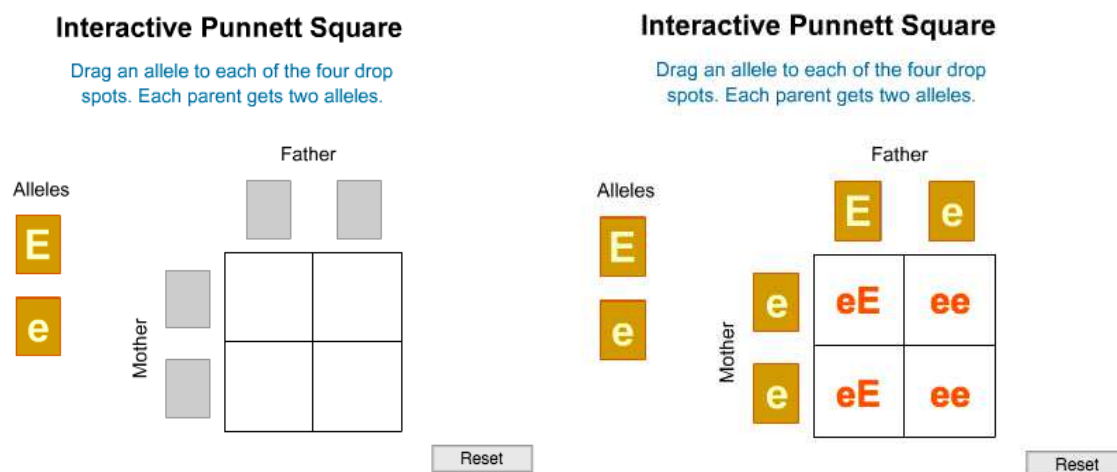 Interactive Punnett Square
Drag an allele to each of the four drop
spots. Each parent gets two alleles.
Father
Alleles
E
e
Mother
Reset
Interactive Punnett Square
Drag an allele to each of the four drop
spots. Each parent gets two alleles.
Father
Alleles
E e
E
e eE ee
e
Mother
e eE ee
Reset